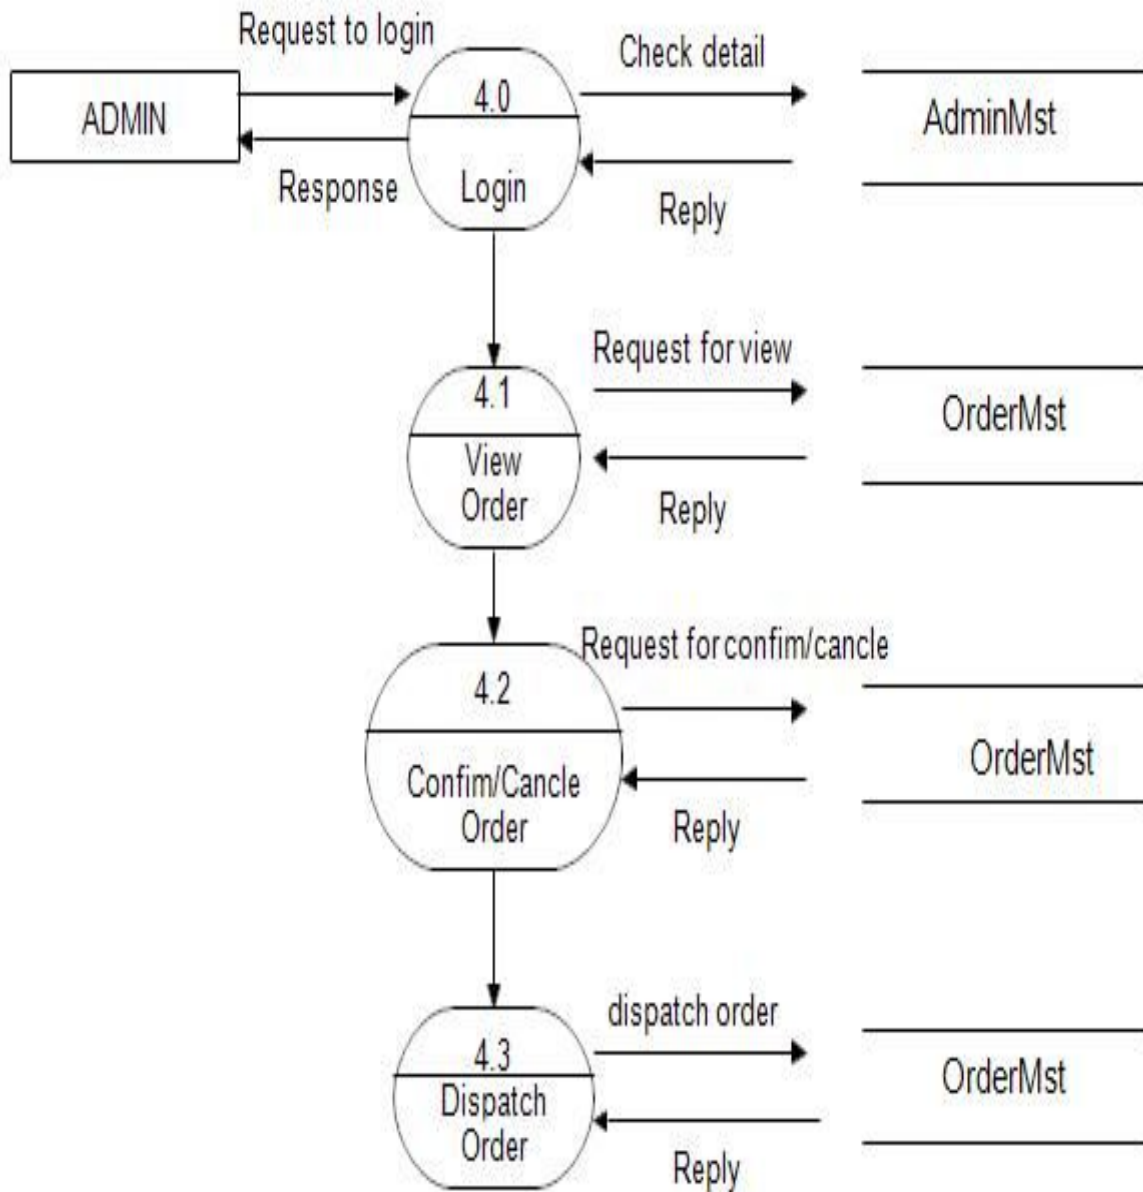 Request to login
Check detail
ADMIN
4.0
AdminMst
Response
Login
Reply
Request for view
4.1
OrderMst
View
Order
Reply
Request for confim/cancle
4.2
OrderMst
Confim/Cancle
Order
Reply
dispatch order
4.3
OrderMst
Dispatch
Order
Reply